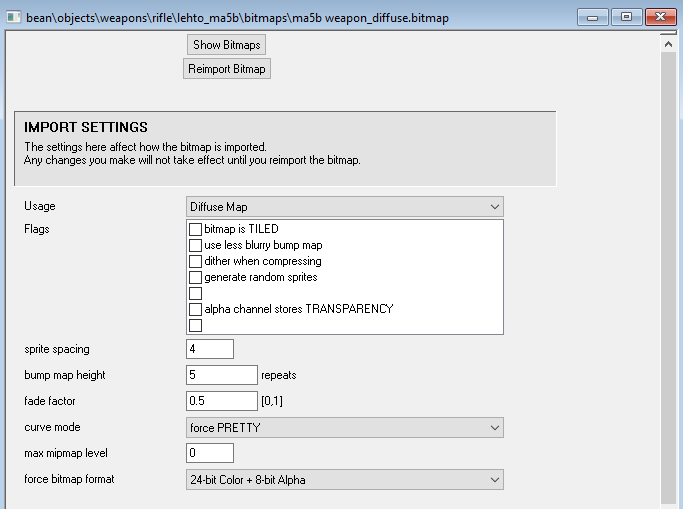 bean\objects\weapons\rifle\lehto_ma5b\bitmaps\ma5b weapon_diffuse.bitmap
Show Bitmaps
Reimport Bitmap
IMPORT SETTINGS
The settings here affect how the bitmap is imported.
Any changes you make will not take effect until you reimport the bitmap.
Usage Diffuse Map
Flags bitmap is TILED
use less blurry bump map
dither when compressing
generate random sprites
alpha channel stores TRANSPARENCY
sprite spacing 4
bump map height 5 repeats
fade factor 0.5 [0,1]
curve mode force PRETTY
max mipmap level 0
force bitmap format 24-bit Color + 8-bit Alpha